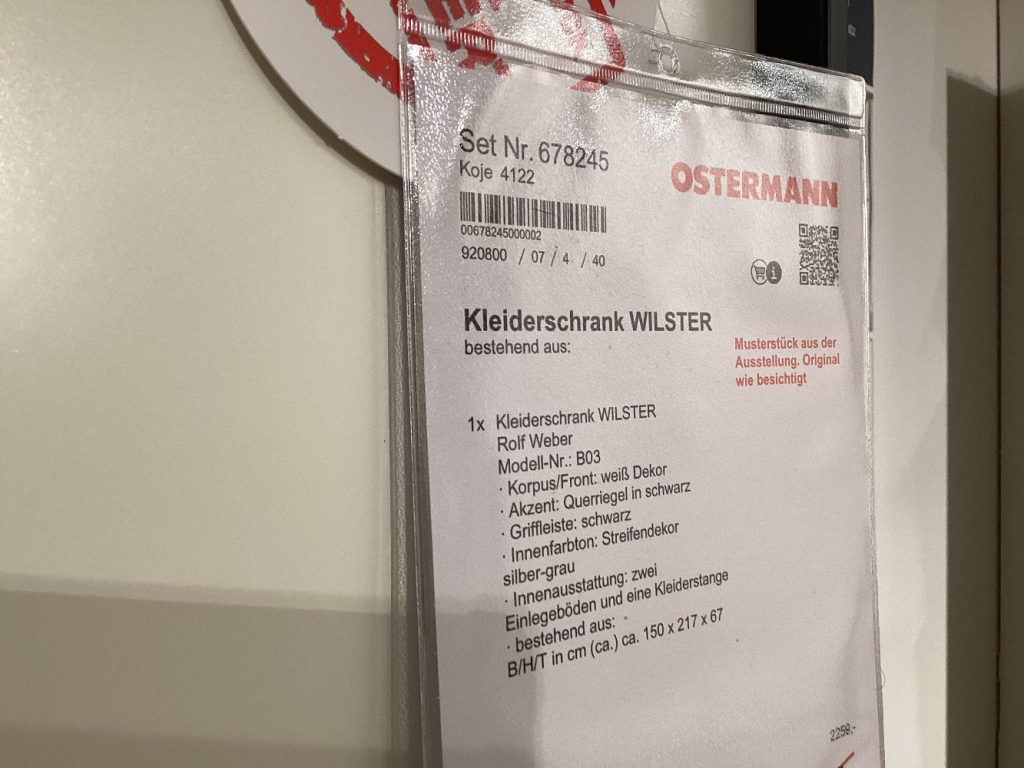 Set Nr. 678245
Koje 4122
OSTERMANN
00678245000002
920800 / 07 / 4 / 40
Kleiderschrank WILSTER
bestehend aus:
Musterstück aus der
Ausstellung. Original
wie besichtigt
1x Kleiderschrank WILSTER
Rolf Weber
Modell-Nr.: B03
· Korpus/Front: weiß Dekor
· Akzent: Querriegel in schwarz
· Griffleiste: schwarz
· Innenfarbton: Streifendekor
silber-grau
· Innenausstattung: zwei
Einlegeböden und eine Kleiderstange
· bestehend aus:
B/H/T in cm (ca.) ca. 150 x 217 x 67
2259,-